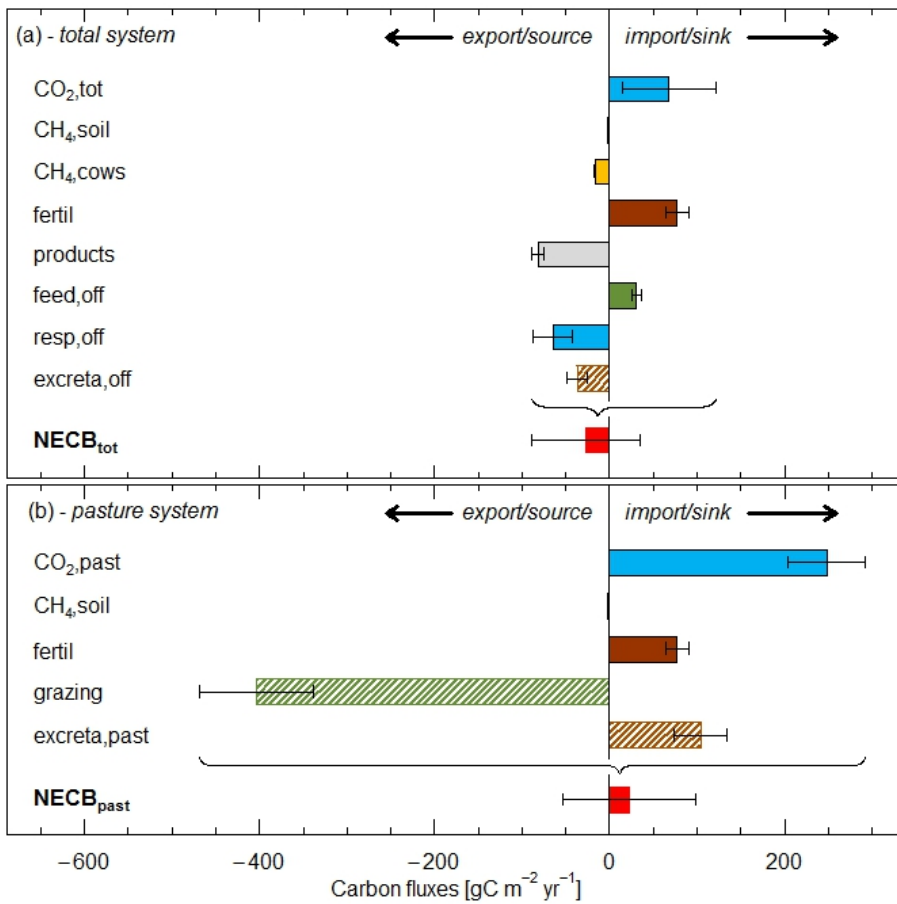 (a) - total system
export/source import/sink
CO₂,tot
CH₄,soil
CH₄,cows
fertil
products
feed,off
resp,off
excreta,off
NECBtot
(b) - pasture system
export/source import/sink
CO₂,past
CH₄,soil
fertil
grazing
excreta,past
NECBpast
−600 −400 −200 0 200
Carbon fluxes [gC m⁻² yr⁻¹]